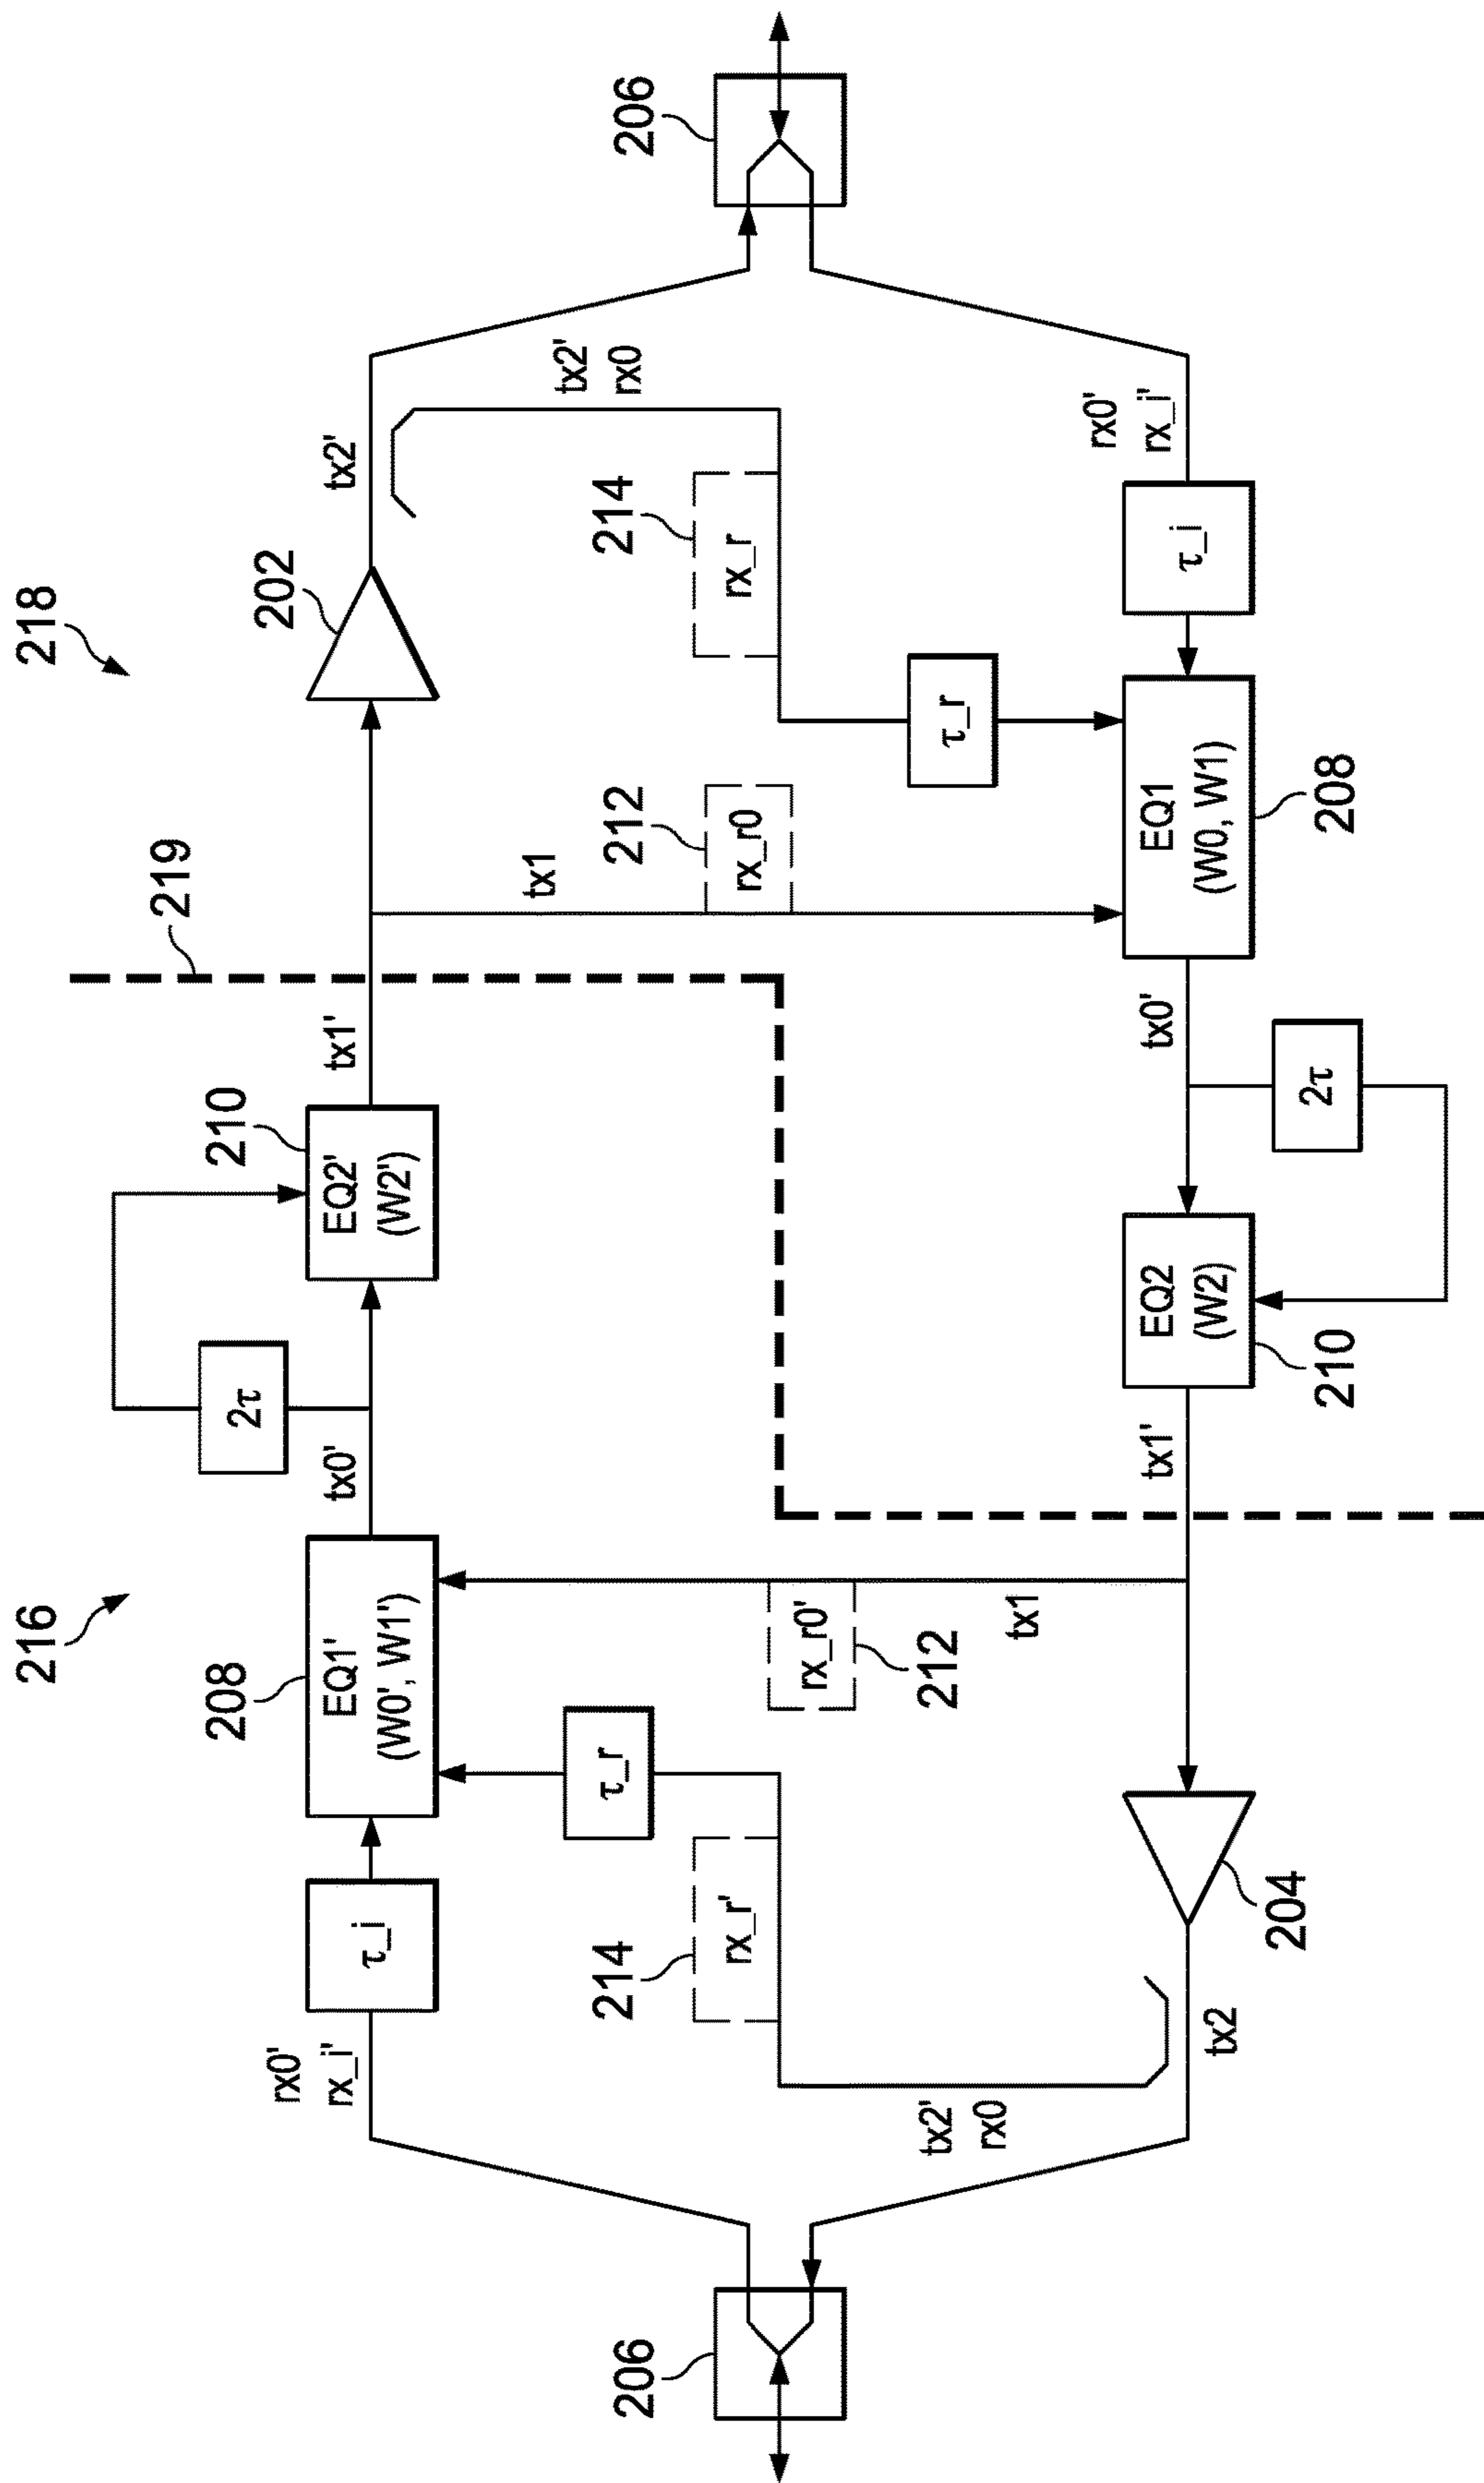 216
218
219
208
2τ
210
202
rx0'
rx_i'
τ_i
EQ1'
(W0', W1')
tx0'
EQ2'
(W2')
tx1'
tx2'
tx1
tx2'
rx0
214
τ_r
212
214
206
206
rx_r'
rx_r0'
rx_r0
rx_r
212
τ_r
tx2'
rx0
tx1
rx0'
rx_i'
tx2
tx1'
EQ2
(W2)
tx0'
EQ1
(W0, W1)
τ_i
204
210
2τ
208